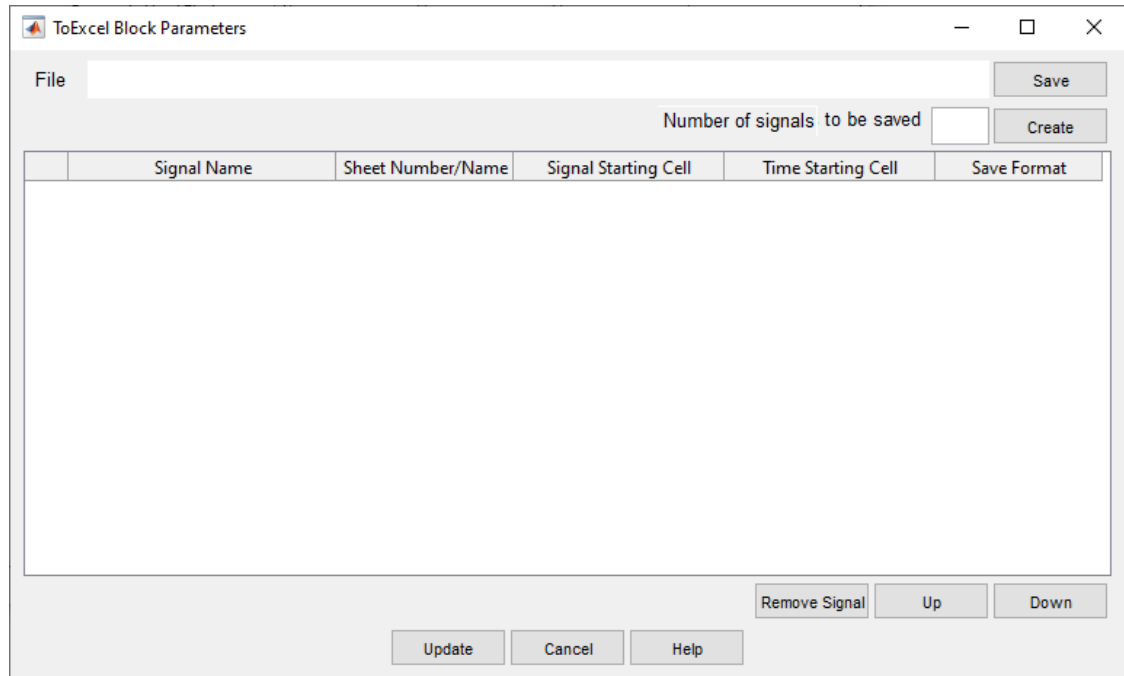 ToExcel Block Parameters
File Save
Number of signals to be saved Create
Signal Name Sheet Number/Name Signal Starting Cell Time Starting Cell Save Format
Remove Signal Up Down
Update Cancel Help